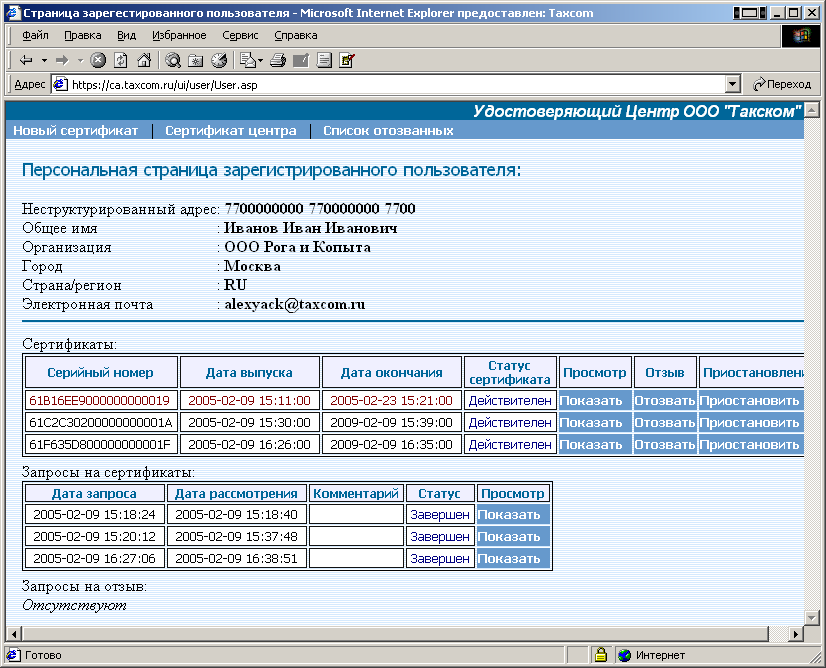 Страница зарегестированного пользователя - Microsoft Internet Explorer предоставлен: Taxcom
Файл Правка Вид Избранное Сервис Справка
Адрес https://ca.taxcom.ru/ui/user/User.asp Переход
Удостоверяющий Центр ООО "Такском"
Новый сертификат | Сертификат центра | Список отозванных
Персональная страница зарегистрированного пользователя:
Неструктурированный адрес: 7700000000 770000000 7700
Общее имя : Иванов Иван Иванович
Организация : ООО Рога и Копыта
Город : Москва
Страна/регион : RU
Электронная почта : alexyack@taxcom.ru
Сертификаты:
Серийный номер Дата выпуска Дата окончания Статус сертификата Просмотр Отзыв Приостановлени
61B16EE9000000000019 2005-02-09 15:11:00 2005-02-23 15:21:00 Действителен Показать Отозвать Приостановить
61C2C30200000000001A 2005-02-09 15:30:00 2009-02-09 15:39:00 Действителен Показать Отозвать Приостановить
61F635D800000000001F 2005-02-09 16:26:00 2009-02-09 16:35:00 Действителен Показать Отозвать Приостановить
Запросы на сертификаты:
Дата запроса Дата рассмотрения Комментарий Статус Просмотр
2005-02-09 15:18:24 2005-02-09 15:18:40 Завершен Показать
2005-02-09 15:20:12 2005-02-09 15:37:48 Завершен Показать
2005-02-09 16:27:06 2005-02-09 16:38:51 Завершен Показать
Запросы на отзыв:
Отсутствуют
Готово Интернет